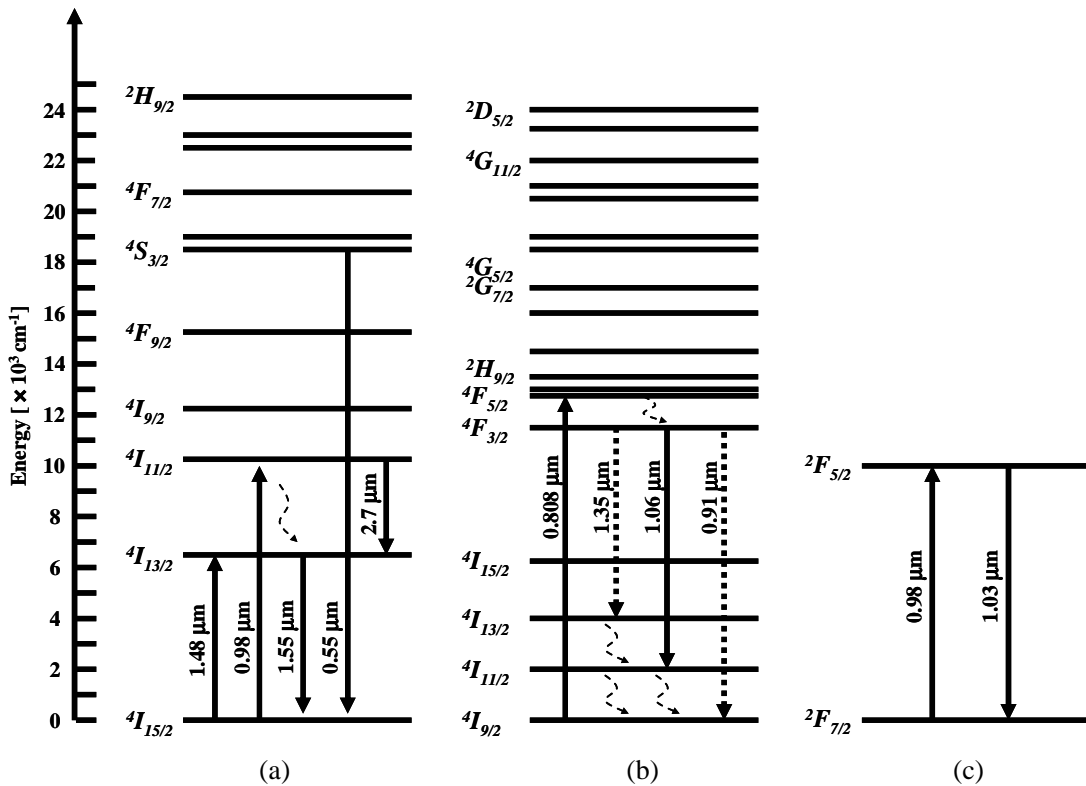 Energy [ × 10³ cm⁻¹]
24
22
20
18
16
14
12
10
8
6
4
2
0
²H₉/₂
⁴F₇/₂
⁴S₃/₂
⁴F₉/₂
⁴I₉/₂
⁴I₁₁/₂
⁴I₁₃/₂
⁴I₁₅/₂
1.48 μm
0.98 μm
1.55 μm
0.55 μm
2.7 μm
(a)
²D₅/₂
⁴G₁₁/₂
⁴G₅/₂
²G₇/₂
²H₉/₂
⁴F₅/₂
⁴F₃/₂
⁴I₁₅/₂
⁴I₁₃/₂
⁴I₁₁/₂
⁴I₉/₂
0.808 μm
1.35 μm
1.06 μm
0.91 μm
(b)
²F₅/₂
²F₇/₂
0.98 μm
1.03 μm
(c)